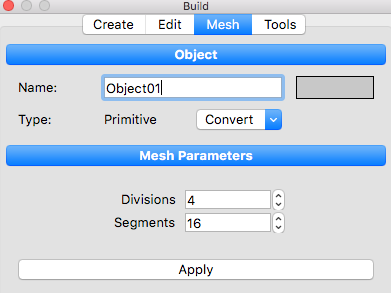 Build
Create Edit Mesh Tools
Object
Name: Object01
Type: Primitive Convert
Mesh Parameters
Divisions 4
Segments 16
Apply